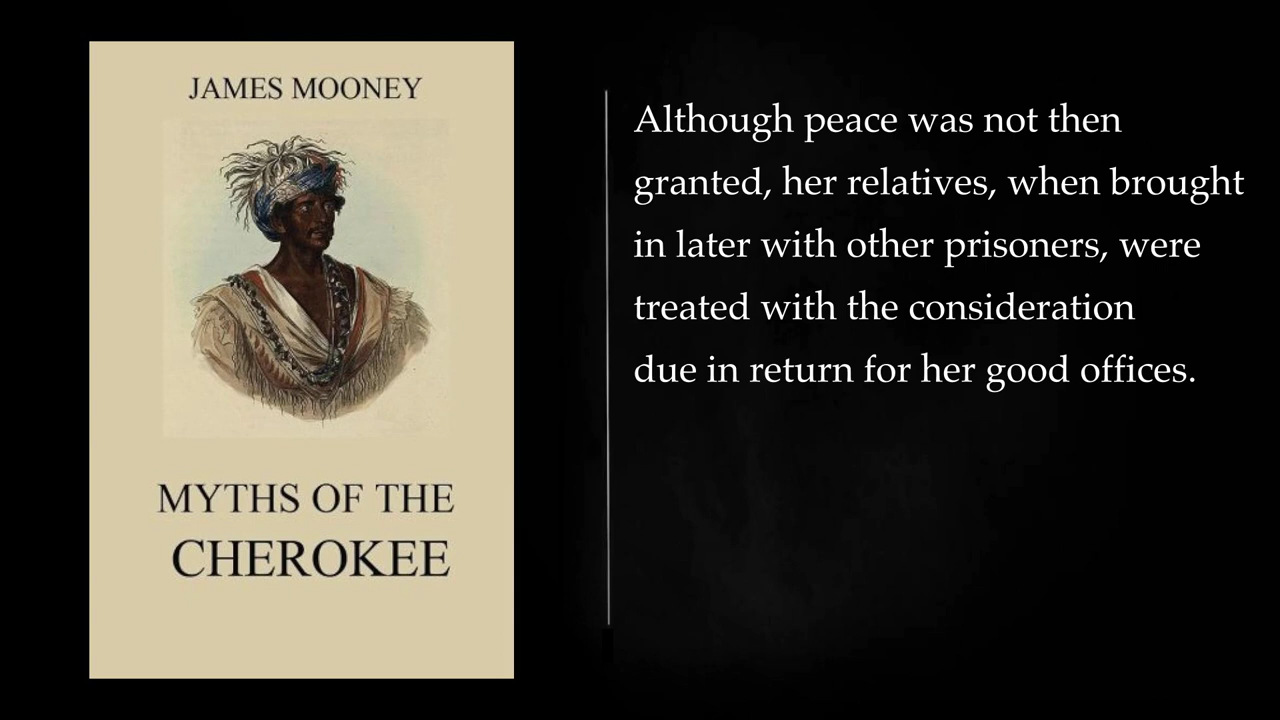 JAMES MOONEY
MYTHS OF THE
CHEROKEE
Although peace was not then
granted, her relatives, when brought
in later with other prisoners, were
treated with the consideration
due in return for her good offices.